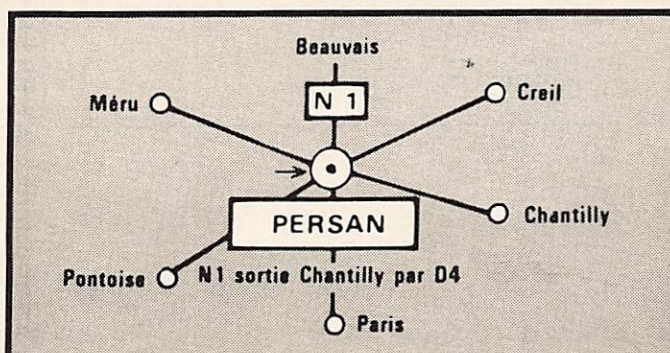 Beauvais
N 1
Méru
Creil
Chantilly
PERSAN
Pontoise
N1 sortie Chantilly par D4
Paris